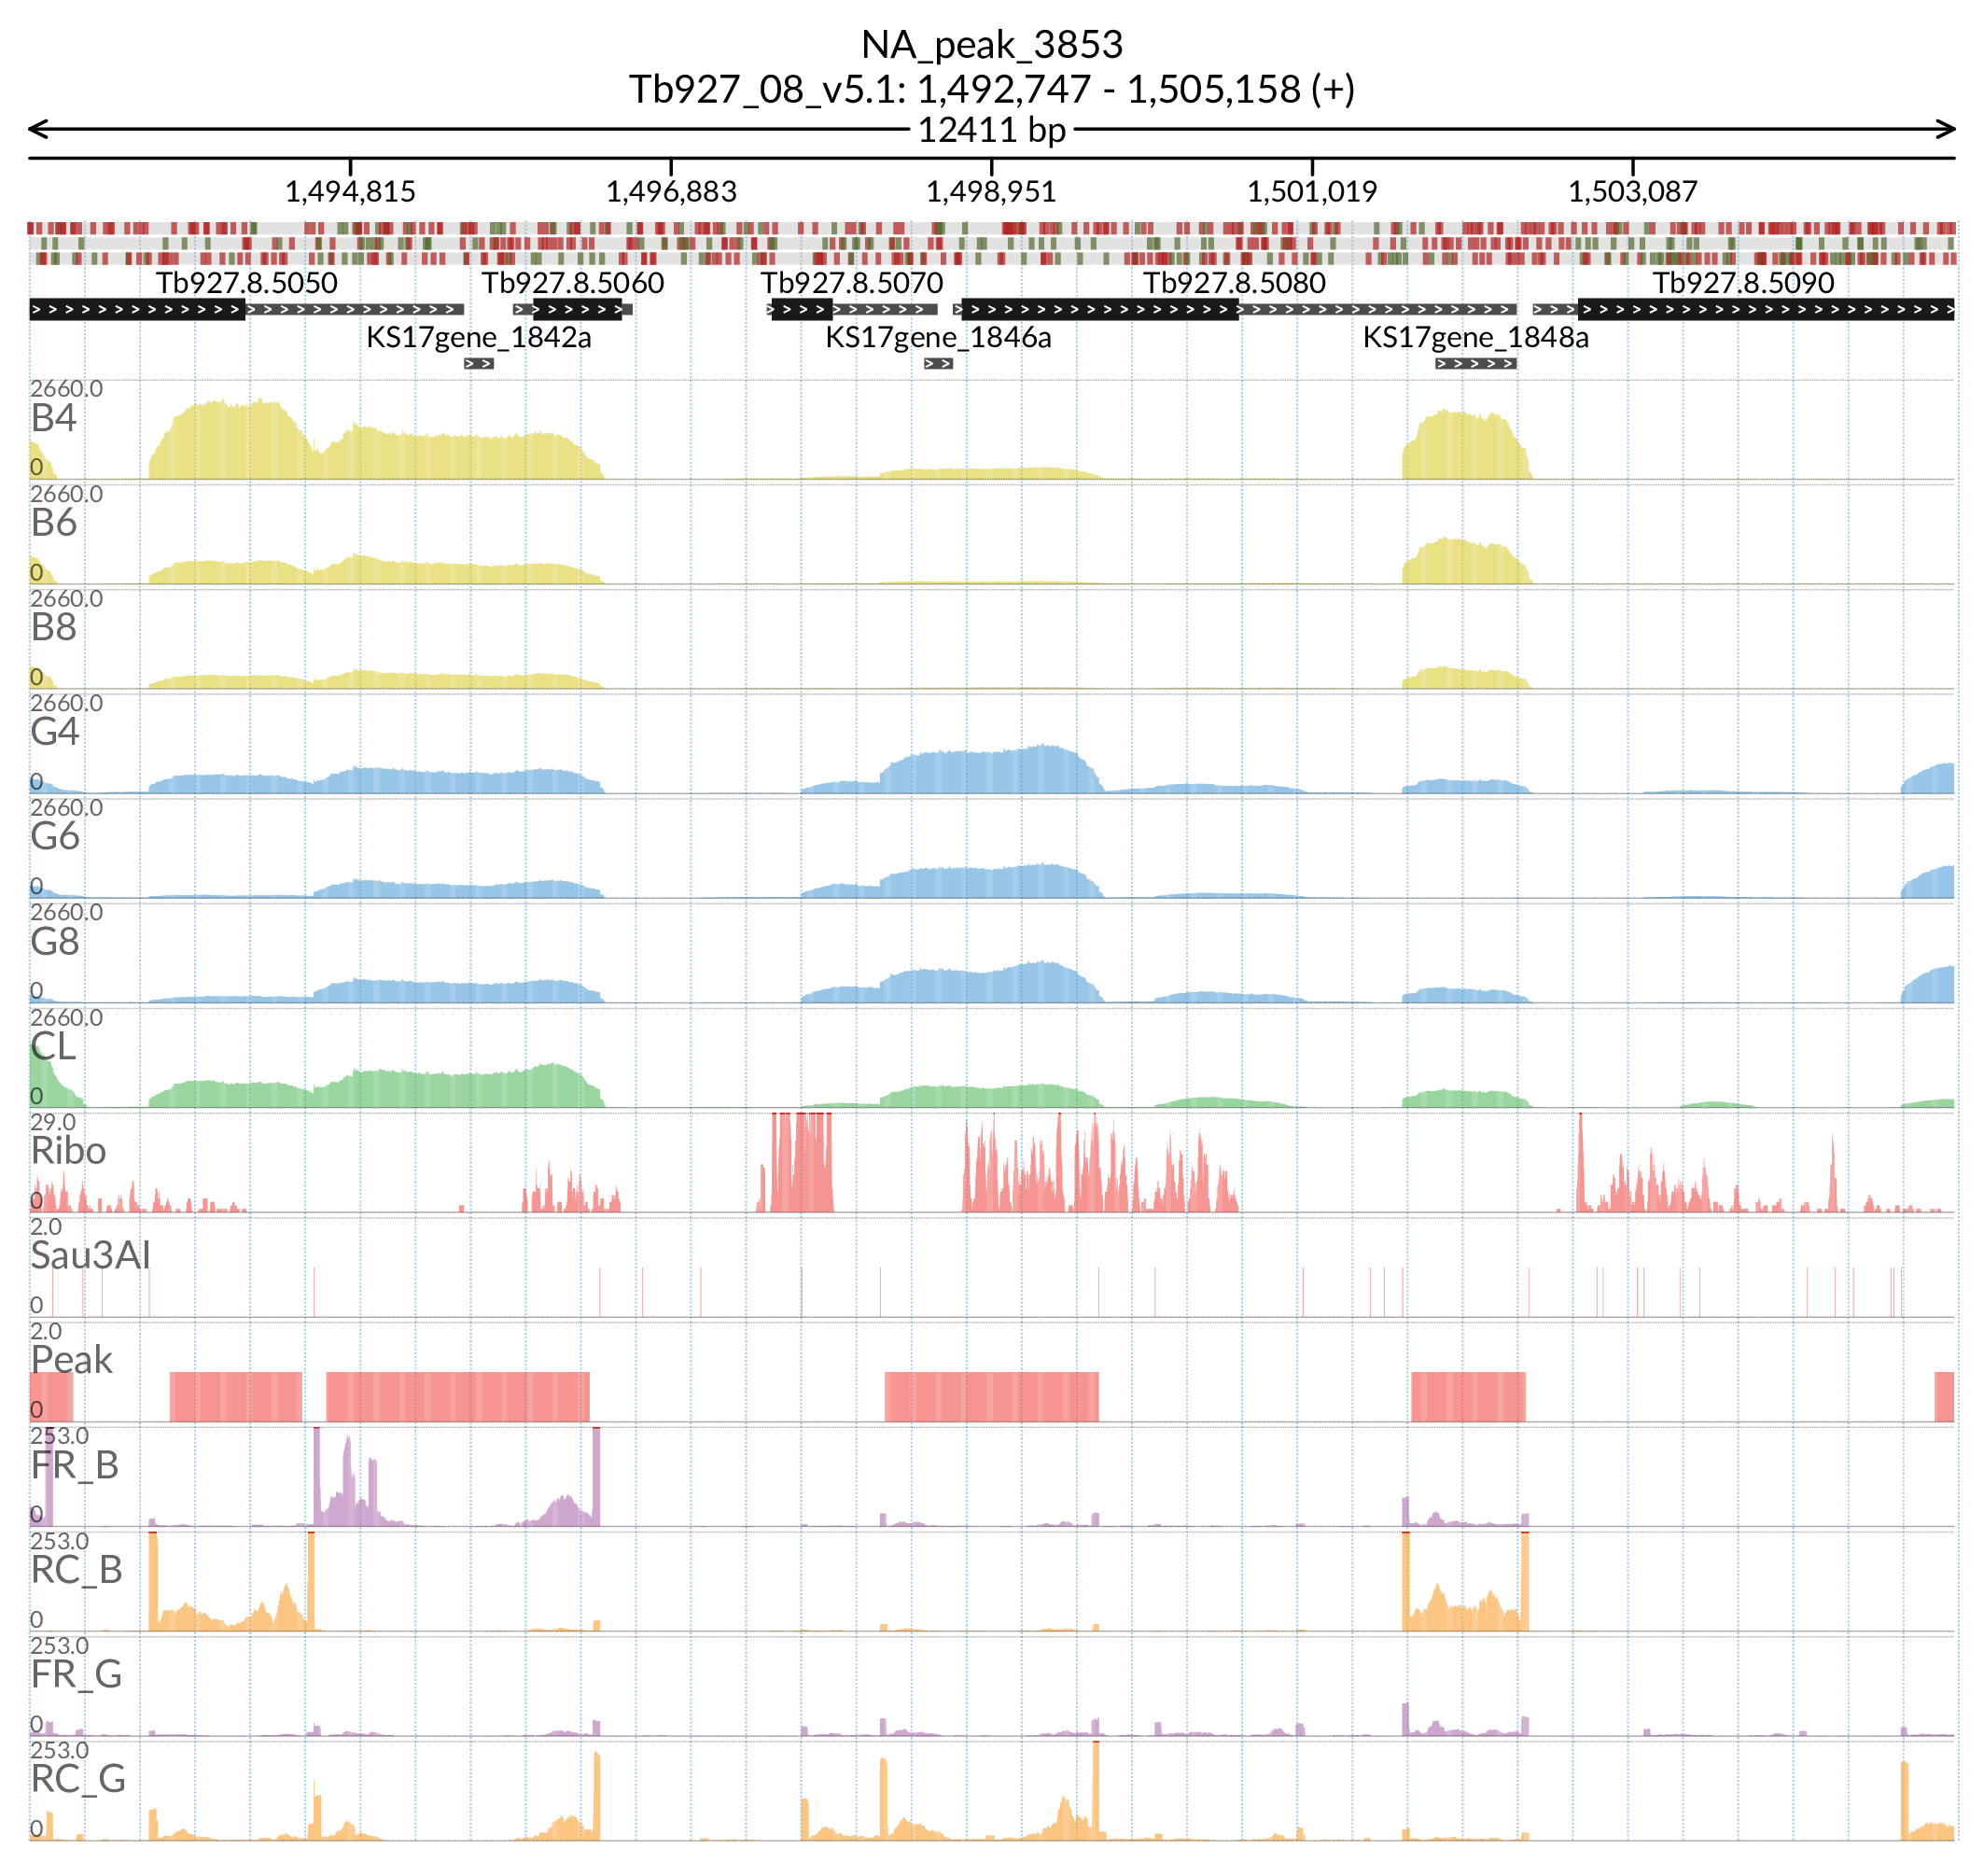 NA_peak_3853
Tb927_08_v5.1: 1,492,747 - 1,505,158 (+)
12411 bp
1,494,815 1,496,883 1,498,951 1,501,019 1,503,087
Tb927.8.5050 Tb927.8.5060 Tb927.8.5070 Tb927.8.5080 Tb927.8.5090
KS17gene_1842a KS17gene_1846a KS17gene_1848a
2660.0
B4
0
2660.0
B6
0
2660.0
B8
0
2660.0
G4
0
2660.0
G6
0
2660.0
G8
0
2660.0
CL
0
29.0
Ribo
0
2.0
Sau3AI
0
2.0
Peak
0
253.0
FR_B
0
253.0
RC_B
0
253.0
FR_G
0
253.0
RC_G
0